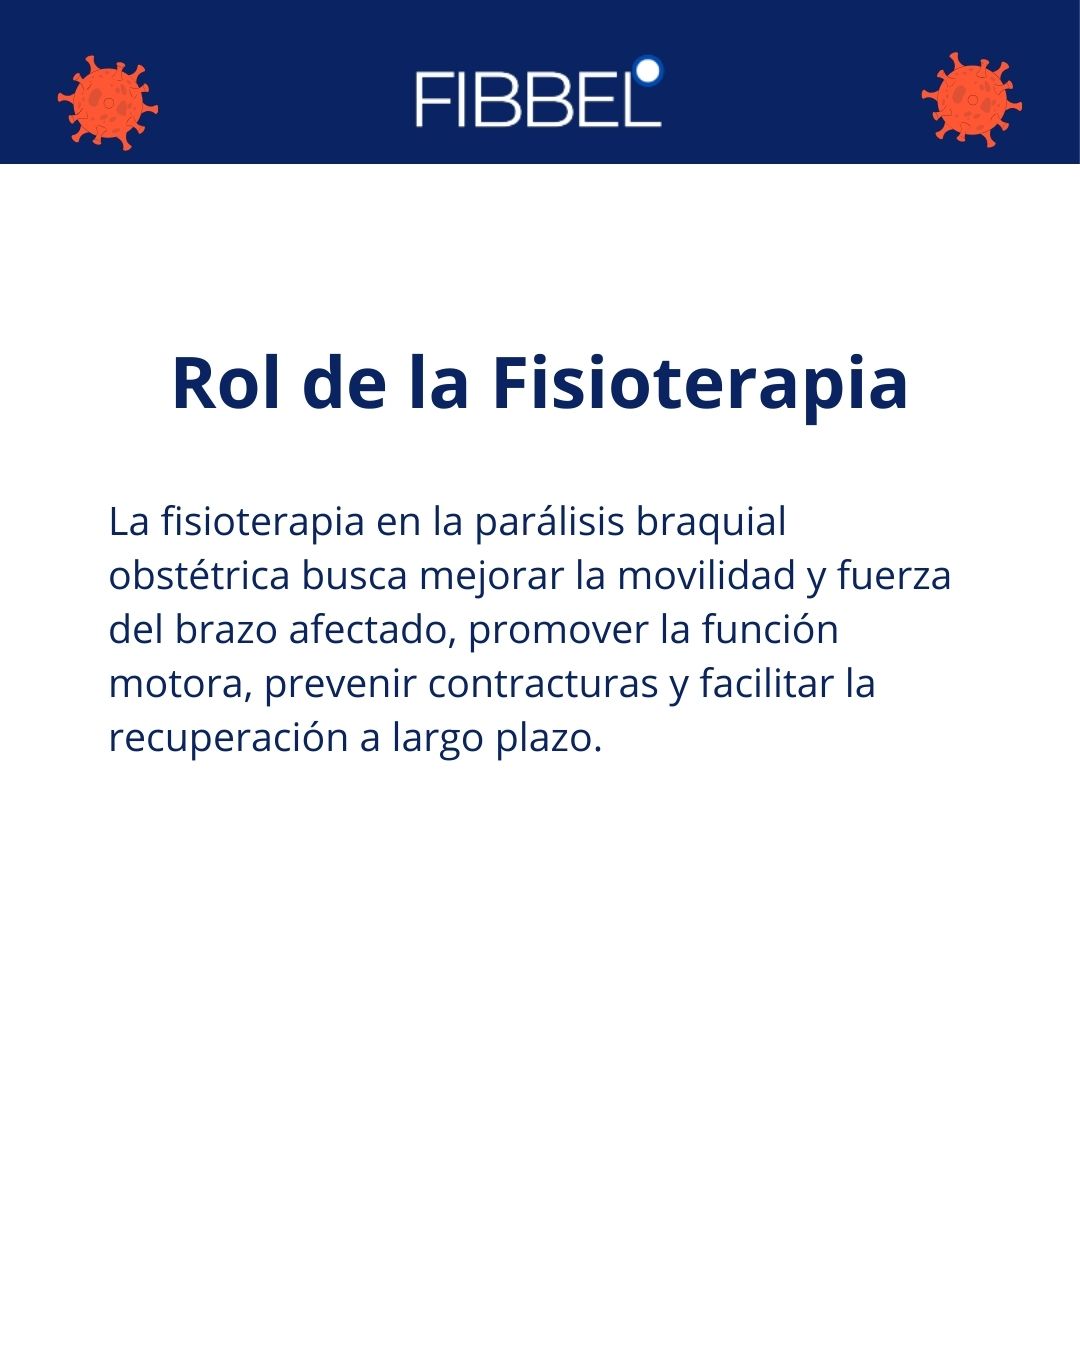 FIBBEL
Rol de la Fisioterapia
La fisioterapia en la parálisis braquial
obstétrica busca mejorar la movilidad y fuerza
del brazo afectado, promover la función
motora, prevenir contracturas y facilitar la
recuperación a largo plazo.